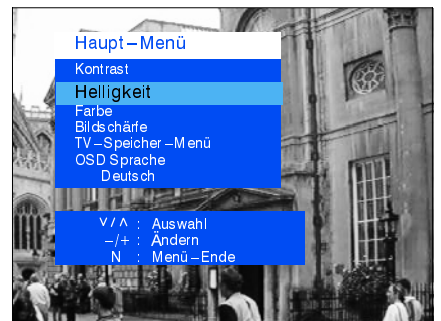 Haupt–Menü
Kontrast
Helligkeit
Farbe
Bildschärfe
TV–Speicher–Menü
OSD Sprache
Deutsch
˅/˄ : Auswahl
–/+ : Ändern
N : Menü–Ende